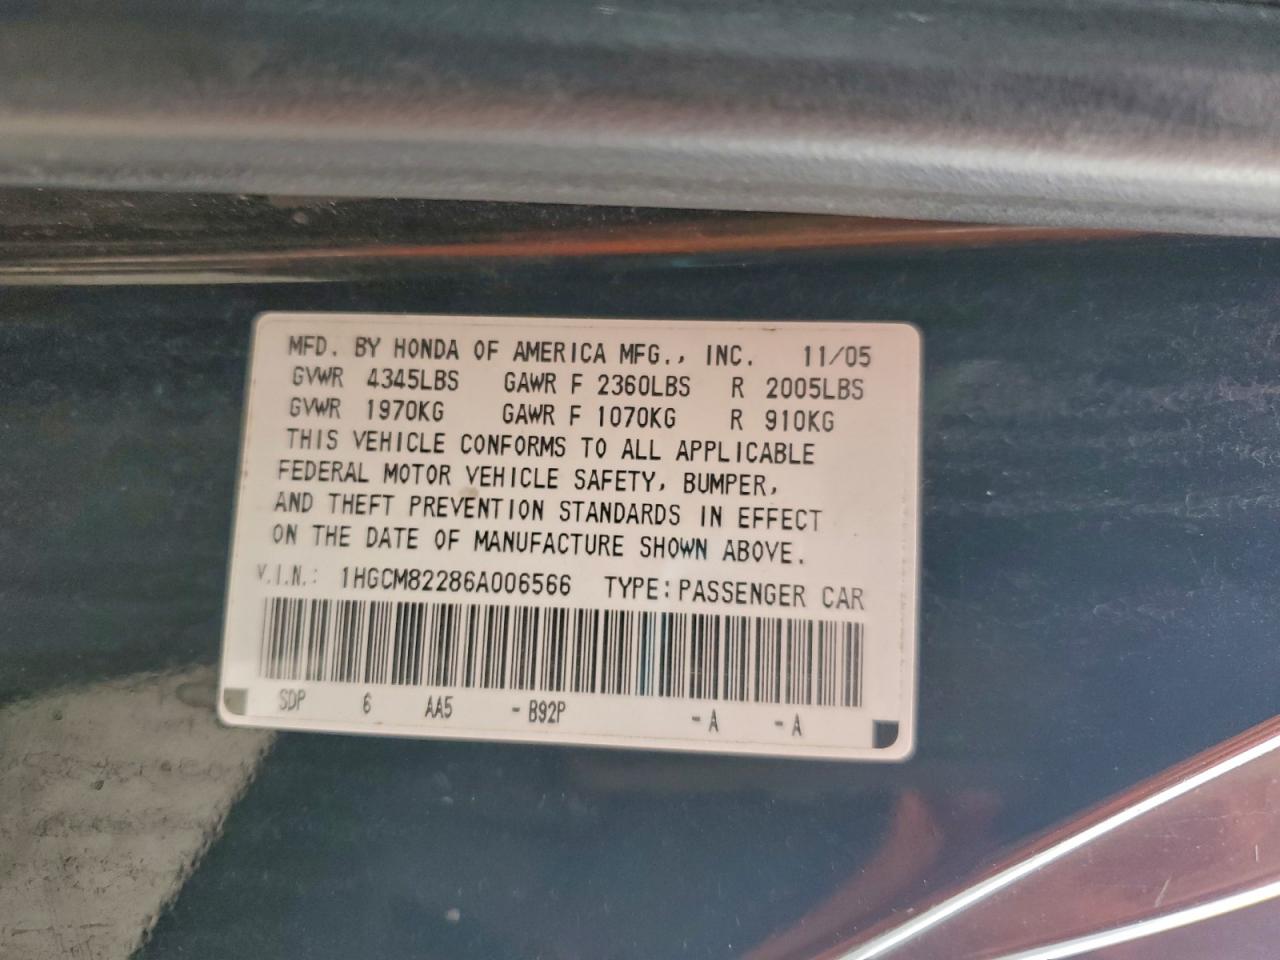 MFD. BY HONDA OF AMERICA MFG., INC. 11/05
GVWR 4345LBS GAWR F 2360LBS R 2005LBS
GVWR 1970KG GAWR F 1070KG R 910KG
THIS VEHICLE CONFORMS TO ALL APPLICABLE
FEDERAL MOTOR VEHICLE SAFETY, BUMPER,
AND THEFT PREVENTION STANDARDS IN EFFECT
ON THE DATE OF MANUFACTURE SHOWN ABOVE.
V.I.N.: 1HGCM82286A006566 TYPE: PASSENGER CAR
SDP 6 AA5 -B92P -A -A